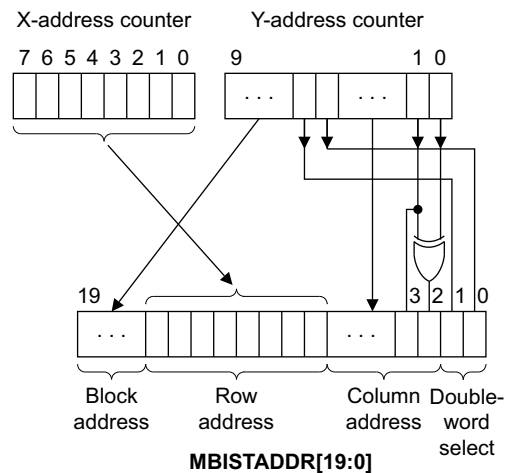 X-address counter Y-address counter
7 6 5 4 3 2 1 0 9 1 0
. . . . . .
19 3 2 1 0
. . . . . .
Block address
Row address
Column address
Double-word select
MBISTADDR[19:0]